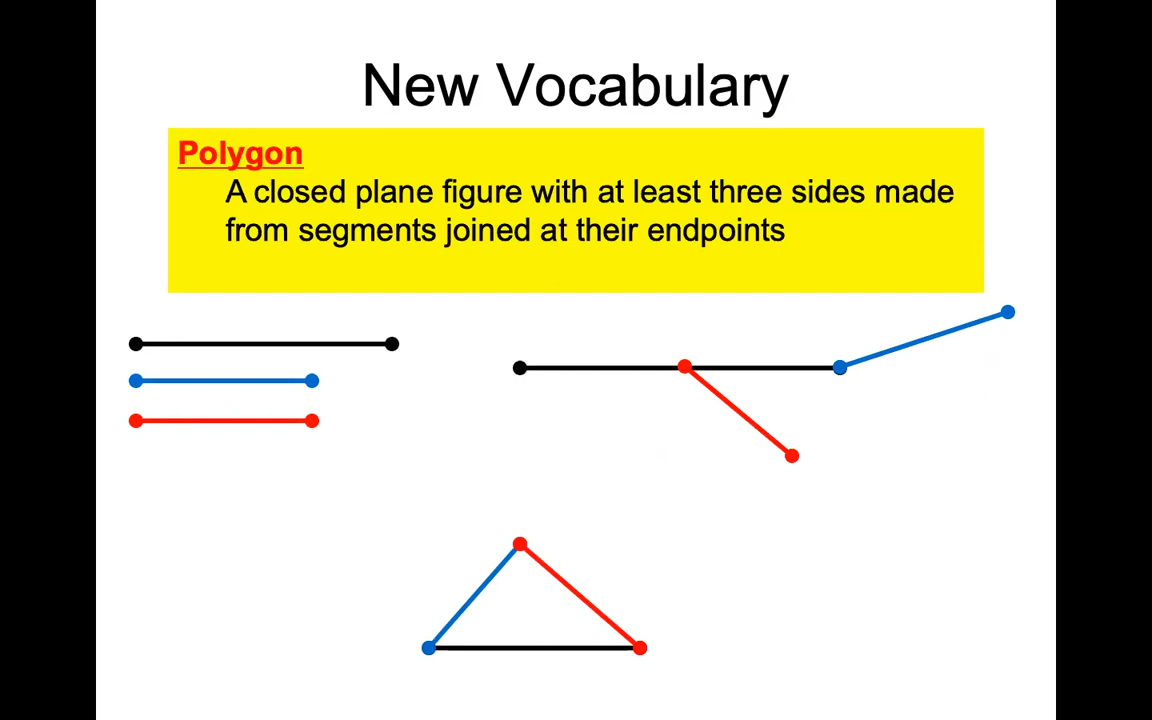 New Vocabulary
Polygon
A closed plane figure with at least three sides made
from segments joined at their endpoints